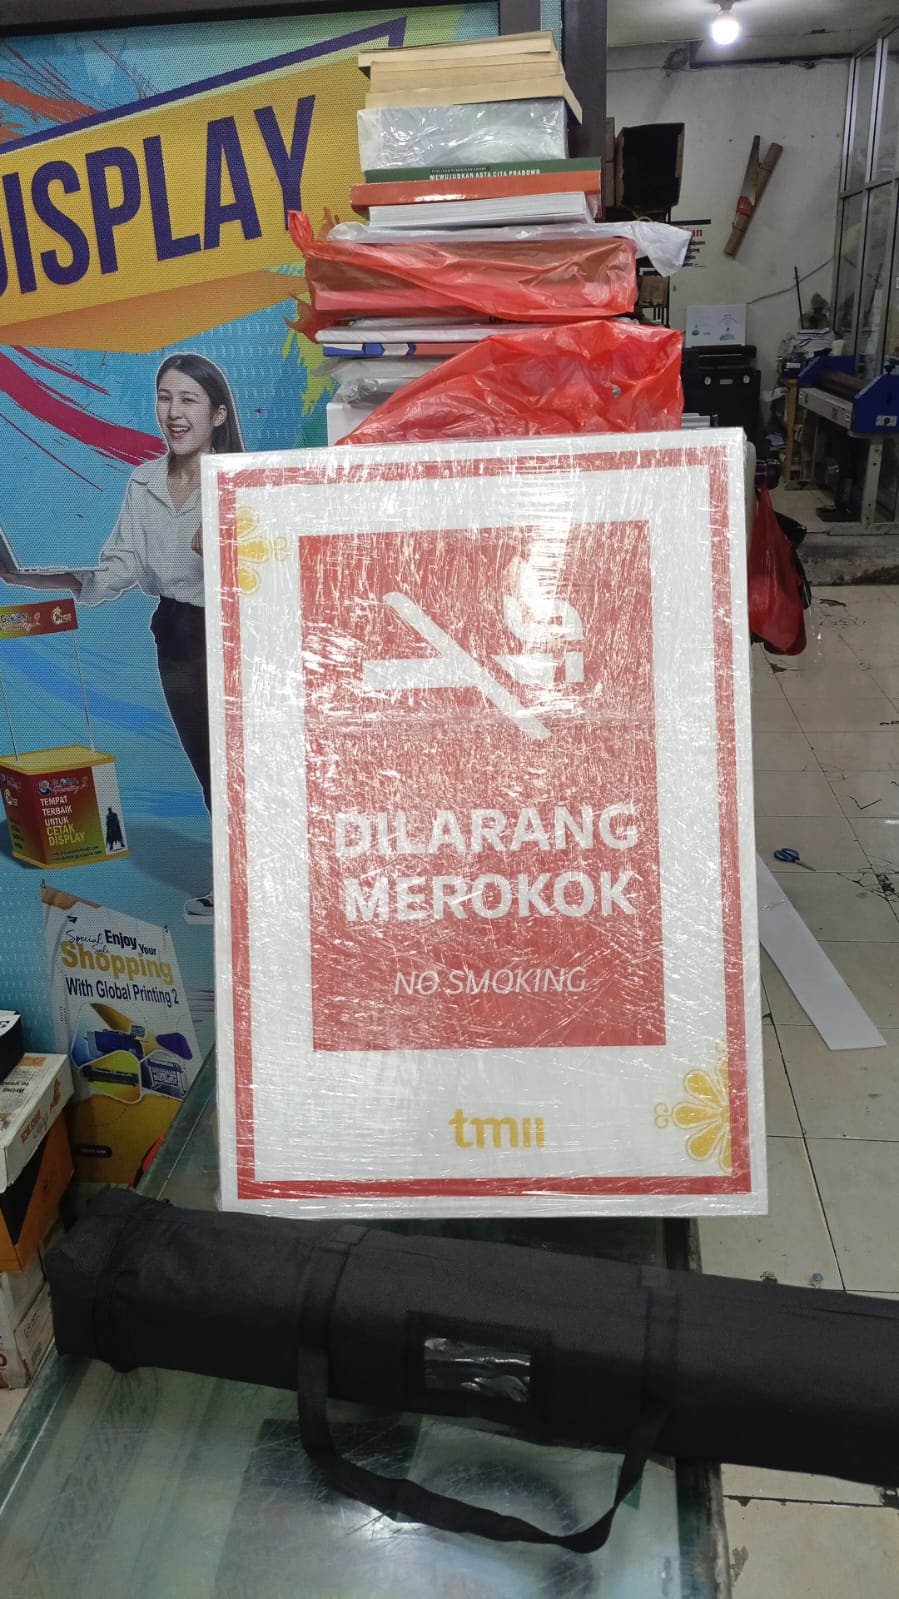 DISPLAY
MEWUJUDKAN ASTA CITA PRABOWO
DILARANG
MEROKOK
NO SMOKING
tmii
TEMPAT
TERBAIK
UNTUK
CETAK
DISPLAY
Special Enjoy Your
Sale
Shopping
With Global Printing 2